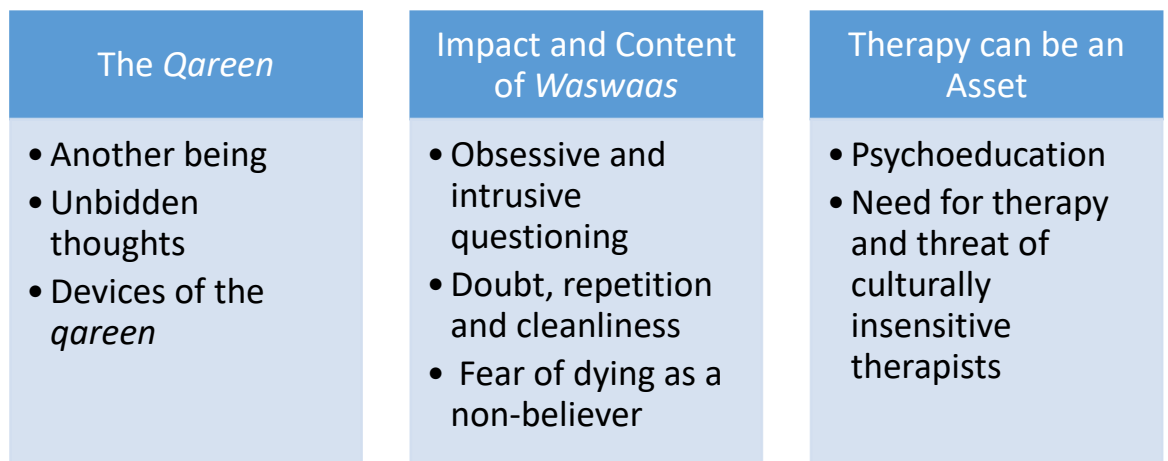 The Qareen
• Another being
• Unbidden
thoughts
• Devices of the
qareen
Impact and Content
of Waswaas
• Obsessive and
intrusive
questioning
• Doubt, repetition
and cleanliness
• Fear of dying as a
non-believer
Therapy can be an
Asset
• Psychoeducation
• Need for therapy
and threat of
culturally
insensitive
therapists